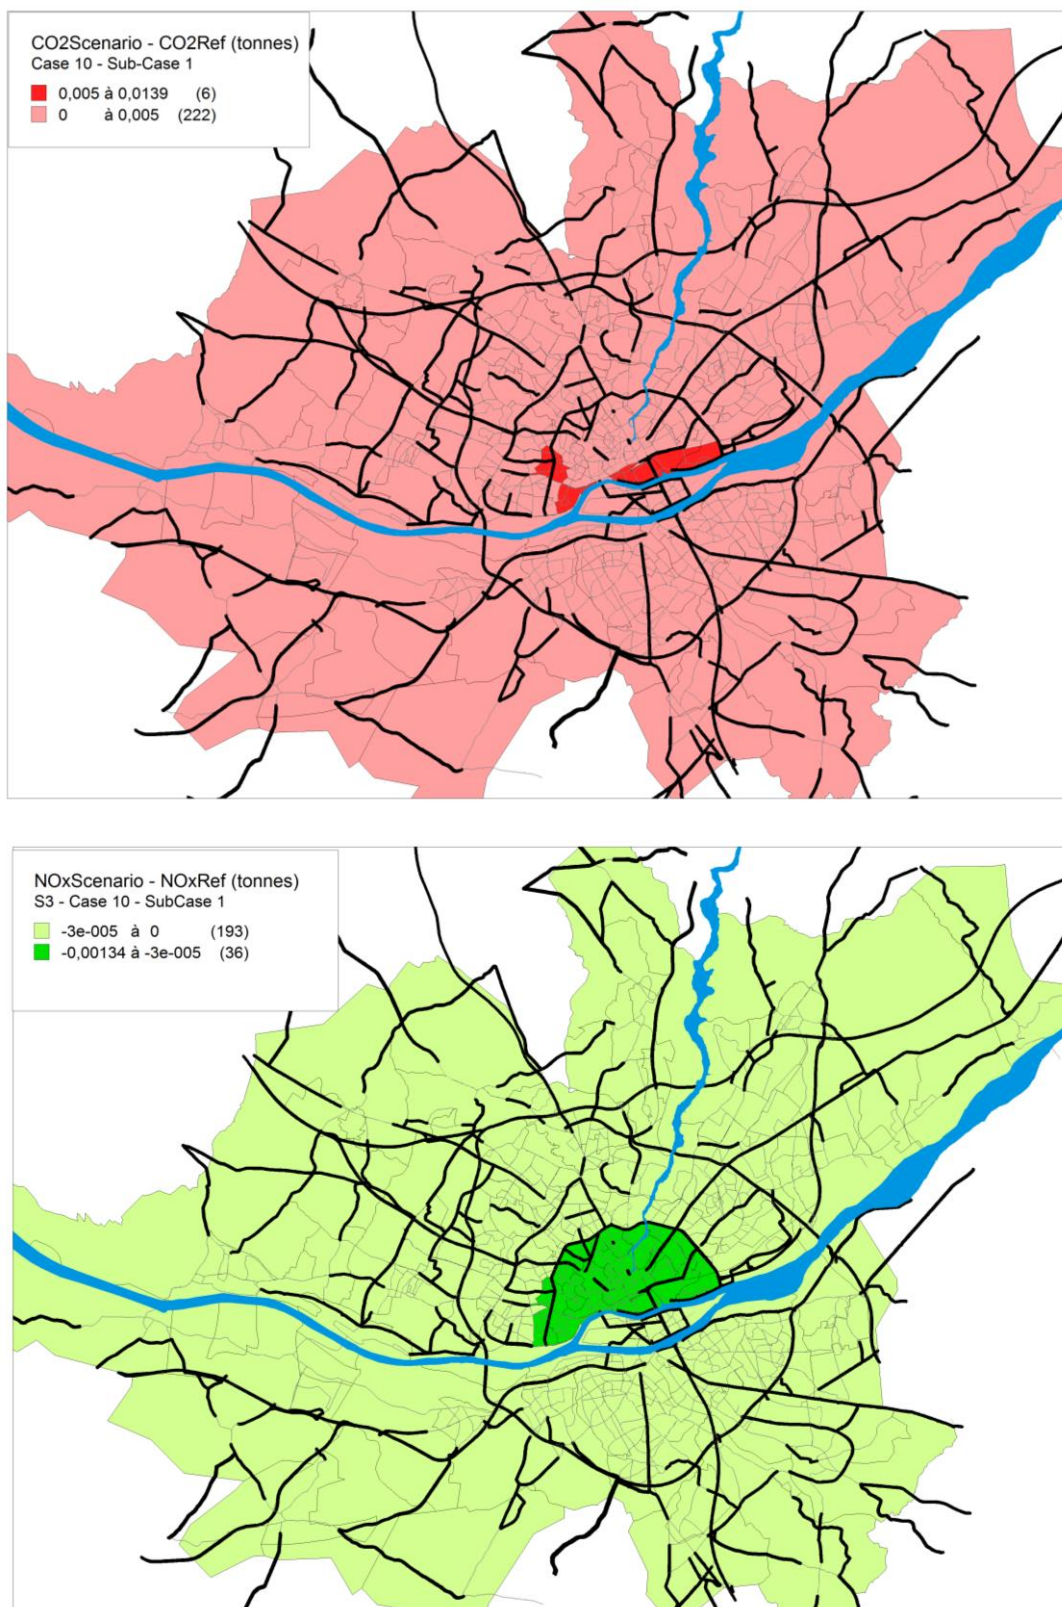 CO2Scenario - CO2Ref (tonnes)
Case 10 - Sub-Case 1
0,005 à 0,0139 (6)
0 à 0,005 (222)
NOxScenario - NOxRef (tonnes)
S3 - Case 10 - SubCase 1
-3e-005 à 0 (193)
-0,00134 à -3e-005 (36)